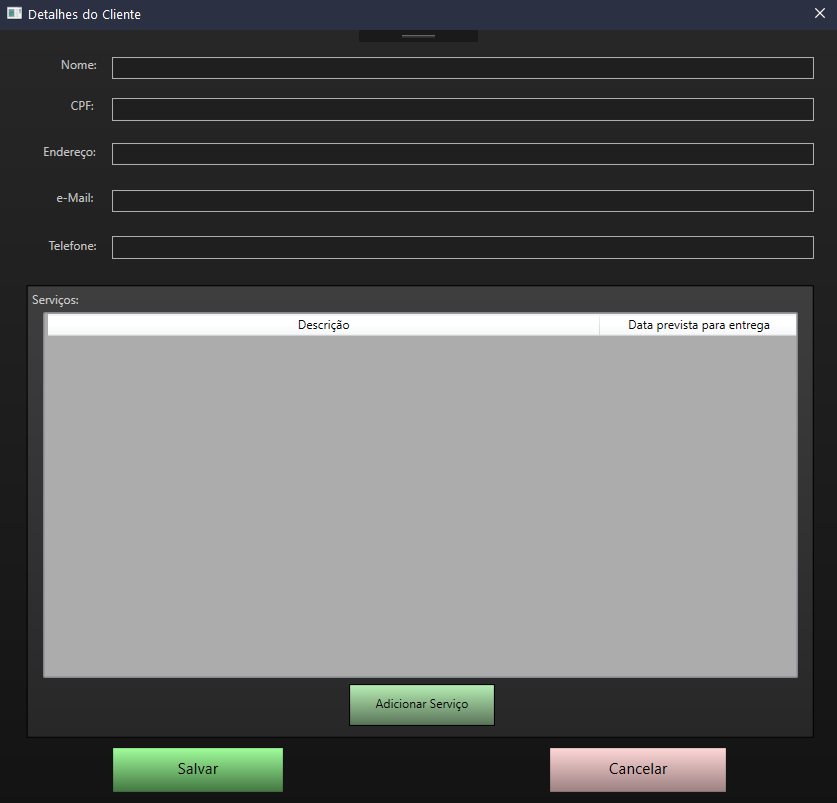 Detalhes do Cliente
Nome:
CPF:
Endereço:
e-Mail:
Telefone:
Serviços:
Descrição Data prevista para entrega
Adicionar Serviço
Salvar Cancelar